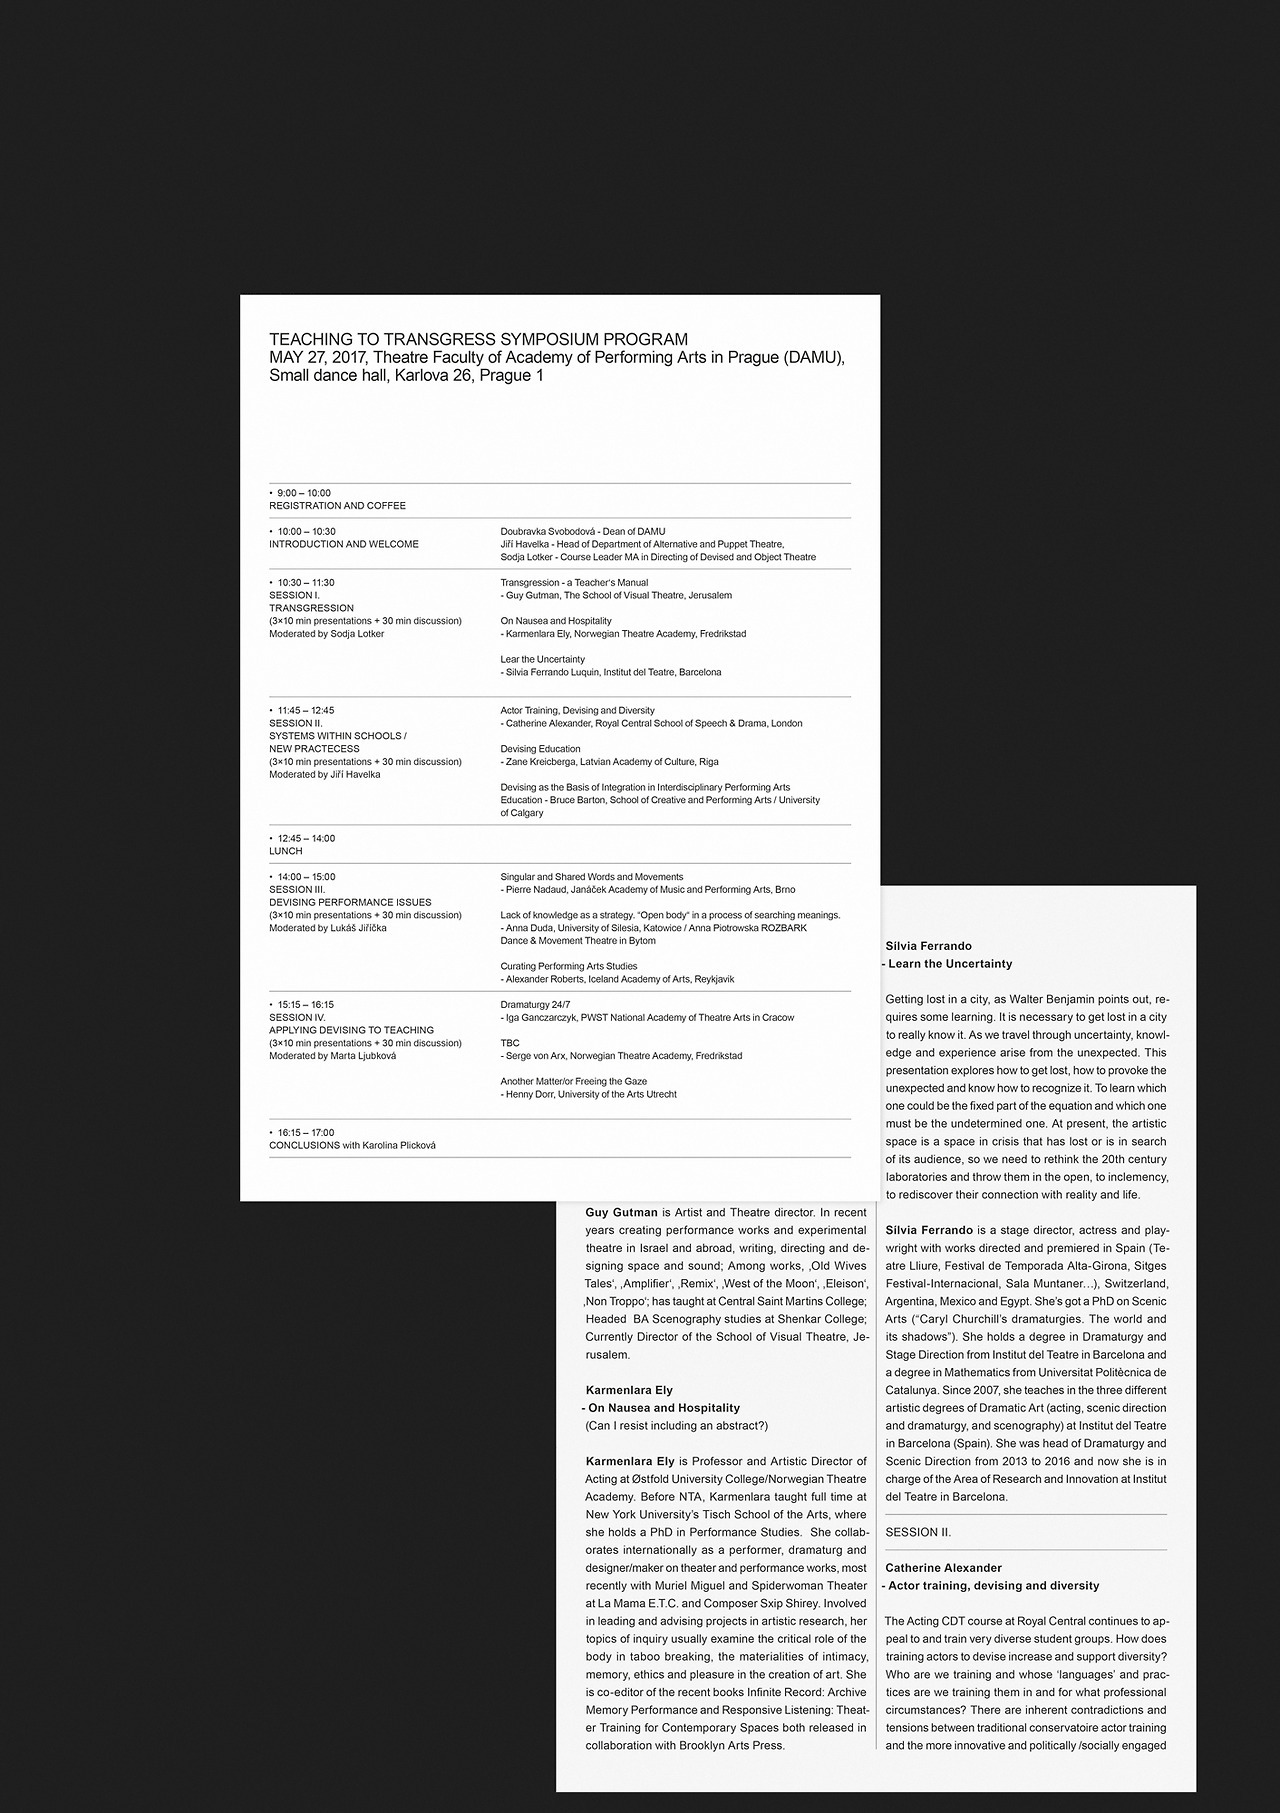 TEACHING TO TRANSGRESS SYMPOSIUM PROGRAM
MAY 27, 2017, Theatre Faculty of Academy of Performing Arts in Prague (DAMU),
Small dance hall, Karlova 26, Prague 1
• 9:00 – 10:00
REGISTRATION AND COFFEE
• 10:00 – 10:30
INTRODUCTION AND WELCOME
Doubravka Svobodová - Dean of DAMU
Jiří Havelka - Head of Department of Alternative and Puppet Theatre,
Sodja Lotker - Course Leader MA in Directing of Devised and Object Theatre
• 10:30 – 11:30
SESSION I.
TRANSGRESSION
(3×10 min presentations + 30 min discussion)
Moderated by Sodja Lotker
Transgression - a Teacher's Manual
- Guy Gutman, The School of Visual Theatre, Jerusalem
On Nausea and Hospitality
- Karmenlara Ely, Norwegian Theatre Academy, Fredrikstad
Lear the Uncertainty
- Silvia Ferrando Luquin, Institut del Teatre, Barcelona
• 11:45 – 12:45
SESSION II.
SYSTEMS WITHIN SCHOOLS /
NEW PRACTECESS
(3×10 min presentations + 30 min discussion)
Moderated by Jiří Havelka
Actor Training, Devising and Diversity
- Catherine Alexander, Royal Central School of Speech & Drama, London
Devising Education
- Zane Kreicberga, Latvian Academy of Culture, Riga
Devising as the Basis of Integration in Interdisciplinary Performing Arts
Education - Bruce Barton, School of Creative and Performing Arts / University
of Calgary
• 12:45 – 14:00
LUNCH
• 14:00 – 15:00
SESSION III.
DEVISING PERFORMANCE ISSUES
(3×10 min presentations + 30 min discussion)
Moderated by Lukáš Jiřička
Singular and Shared Words and Movements
- Pierre Nadaud, Janáček Academy of Music and Performing Arts, Brno
Lack of knowledge as a strategy. “Open body“ in a process of searching meanings.
- Anna Duda, University of Silesia, Katowice / Anna Piotrowska ROZBARK
Dance & Movement Theatre in Bytom
Curating Performing Arts Studies
- Alexander Roberts, Iceland Academy of Arts, Reykjavik
• 15:15 – 16:15
SESSION IV.
APPLYING DEVISING TO TEACHING
(3×10 min presentations + 30 min discussion)
Moderated by Marta Ljubková
Dramaturgy 24/7
- Iga Ganczarczyk, PWST National Academy of Theatre Arts in Cracow
TBC
- Serge von Arx, Norwegian Theatre Academy, Fredrikstad
Another Matter/or Freeing the Gaze
- Henny Dorr, University of the Arts Utrecht
• 16:15 – 17:00
CONCLUSIONS with Karolina Plicková
Guy Gutman is Artist and Theatre director. In recent
years creating performance works and experimental
theatre in Israel and abroad, writing, directing and de-
signing space and sound; Among works, ‚Old Wives
Tales‘, ‚Amplifier‘, ‚Remix‘, ‚West of the Moon‘, ‚Eleison‘,
‚Non Troppo‘; has taught at Central Saint Martins College;
Headed BA Scenography studies at Shenkar College;
Currently Director of the School of Visual Theatre, Je-
rusalem.
Karmenlara Ely
- On Nausea and Hospitality
(Can I resist including an abstract?)
Karmenlara Ely is Professor and Artistic Director of
Acting at Østfold University College/Norwegian Theatre
Academy. Before NTA, Karmenlara taught full time at
New York University’s Tisch School of the Arts, where
she holds a PhD in Performance Studies. She collab-
orates internationally as a performer, dramaturg and
designer/maker on theater and performance works, most
recently with Muriel Miguel and Spiderwoman Theater
at La Mama E.T.C. and Composer Sxip Shirey. Involved
in leading and advising projects in artistic research, her
topics of inquiry usually examine the critical role of the
body in taboo breaking, the materialities of intimacy,
memory, ethics and pleasure in the creation of art. She
is co-editor of the recent books Infinite Record: Archive
Memory Performance and Responsive Listening: Theat-
er Training for Contemporary Spaces both released in
collaboration with Brooklyn Arts Press.
Sílvia Ferrando
- Learn the Uncertainty
Getting lost in a city, as Walter Benjamin points out, re-
quires some learning. It is necessary to get lost in a city
to really know it. As we travel through uncertainty, knowl-
edge and experience arise from the unexpected. This
presentation explores how to get lost, how to provoke the
unexpected and know how to recognize it. To learn which
one could be the fixed part of the equation and which one
must be the undetermined one. At present, the artistic
space is a space in crisis that has lost or is in search
of its audience, so we need to rethink the 20th century
laboratories and throw them in the open, to inclemency,
to rediscover their connection with reality and life.
Sílvia Ferrando is a stage director, actress and play-
wright with works directed and premiered in Spain (Te-
atre Lliure, Festival de Temporada Alta-Girona, Sitges
Festival-Internacional, Sala Muntaner…), Switzerland,
Argentina, Mexico and Egypt. She’s got a PhD on Scenic
Arts (“Caryl Churchill’s dramaturgies. The world and
its shadows”). She holds a degree in Dramaturgy and
Stage Direction from Institut del Teatre in Barcelona and
a degree in Mathematics from Universitat Politècnica de
Catalunya. Since 2007, she teaches in the three different
artistic degrees of Dramatic Art (acting, scenic direction
and dramaturgy, and scenography) at Institut del Teatre
in Barcelona (Spain). She was head of Dramaturgy and
Scenic Direction from 2013 to 2016 and now she is in
charge of the Area of Research and Innovation at Institut
del Teatre in Barcelona.
SESSION II.
Catherine Alexander
- Actor training, devising and diversity
The Acting CDT course at Royal Central continues to ap-
peal to and train very diverse student groups. How does
training actors to devise increase and support diversity?
Who are we training and whose ‘languages’ and prac-
tices are we training them in and for what professional
circumstances? There are inherent contradictions and
tensions between traditional conservatoire actor training
and the more innovative and politically /socially engaged